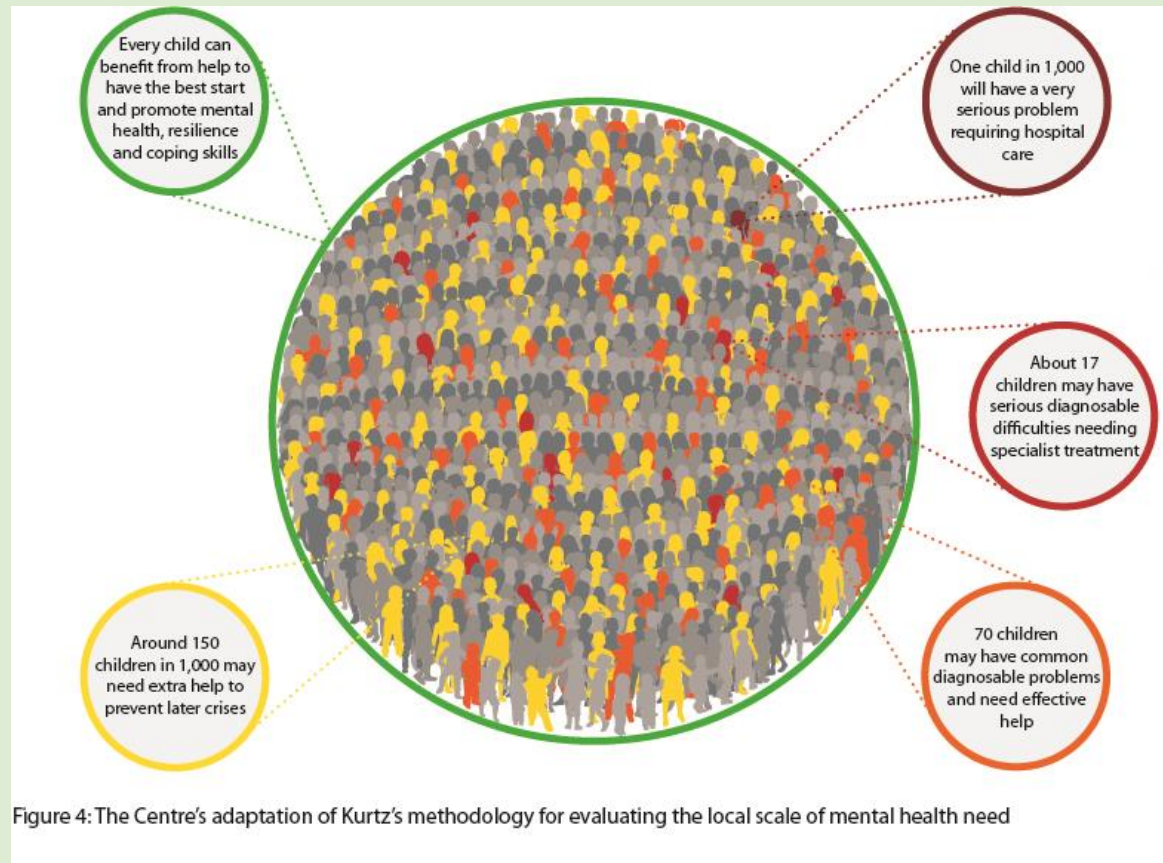 Every child can
benefit from help to
have the best start
and promote mental
health, resilience
and coping skills
One child in 1,000
will have a very
serious problem
requiring hospital
care
About 17
children may have
serious diagnosable
difficulties needing
specialist treatment
Around 150
children in 1,000 may
need extra help to
prevent later crises
70 children
may have common
diagnosable problems
and need effective
help
Figure 4: The Centre's adaptation of Kurtz's methodology for evaluating the local scale of mental health need